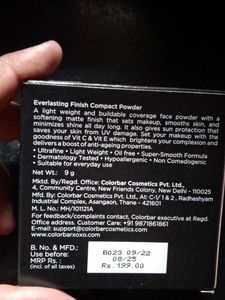 Everlasting Finish Compact Powder
A light weight and buildable coverage face powder with a
softening matte finish that sets makeup, smooths skin, and
minimizes shine all day long. It also gives sun protection that
saves your skin from UV damage. Set your makeup with the
goodness of Vit C & Vit E which brightens your complexion and
delivers a boost of anti-ageing properties.
• Ultrafine • Light Weight • Oil free • Super-Smooth Formula
• Dermatology Tested • Hypoallergenic • Non Comedogenic
• Suitable for everyday use
Net Wt.: 9 g
Mktd. By/Regd. Office: Colorbar Cosmetics Pvt. Ltd.,
4, Community Centre, New Friends Colony, New Delhi - 110025
Mfd. By: Colorbar Cosmetics Pvt. Ltd., At: C-1/1 & 2, Radheshyam
Industrial Complex, Asangaon, Thane - 421601
M. L. No.: MH/101121A
For feedback/complaints contact, Colorbar executive at Regd.
Office address. Customer Care: +91 9871861861
E-mail: support@colorbarcosmetics.com
www.colorbarxoxo.com
B. No. & MFD.: B023 09/22
Use before: 08/25
MRP Rs.: Rs.199.00
(incl. of all taxes)